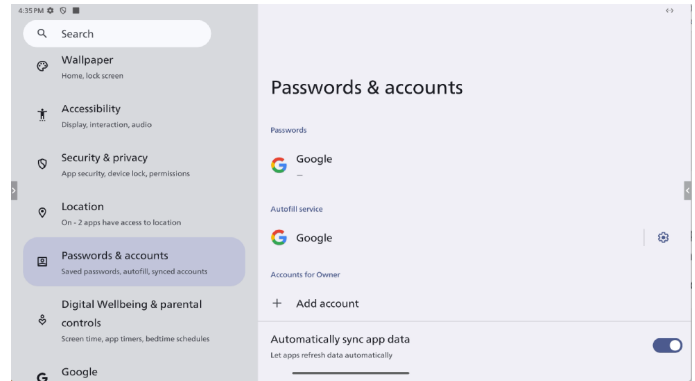 4:35 PM
Search
Wallpaper
Home, lock screen
Accessibility
Display, interaction, audio
Security & privacy
App security, device lock, permissions
Location
On - 2 apps have access to location
Passwords & accounts
Saved passwords, autofill, synced accounts
Digital Wellbeing & parental
controls
Screen time, app timers, bedtime schedules
Google
Passwords & accounts
Passwords
Google
—
Autofill service
Google
Accounts for Owner
+ Add account
Automatically sync app data
Let apps refresh data automatically